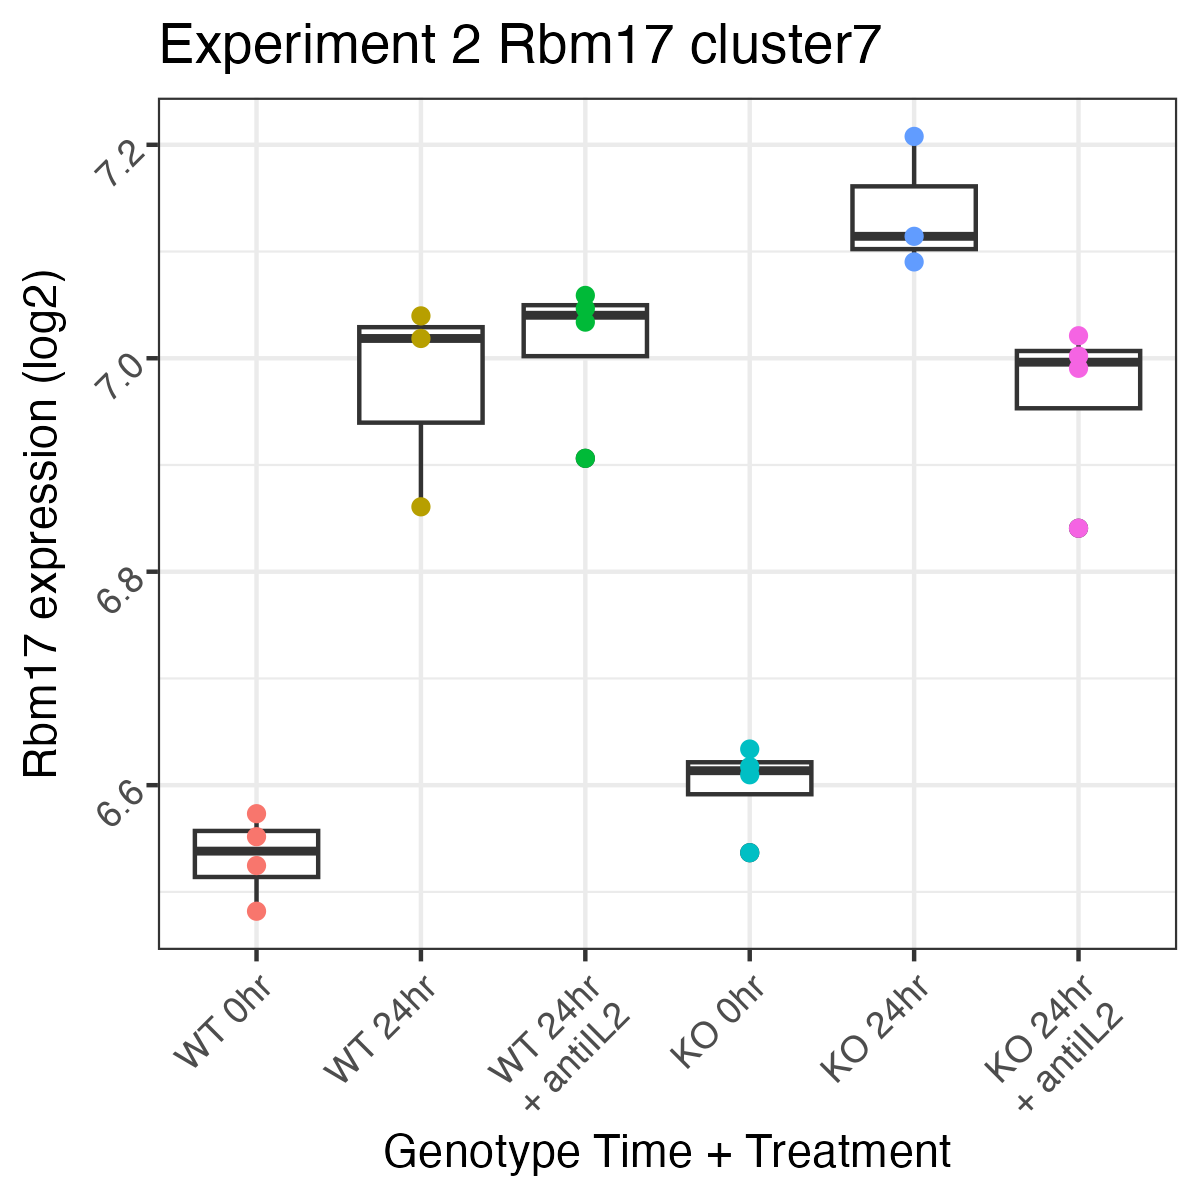 Experiment 2 Rbm17 cluster7
Rbm17 expression (log2)
7.2
7.0
6.8
6.6
WT 0hr
WT 24hr
WT 24hr
+ antiIL2
KO 0hr
KO 24hr
KO 24hr
+ antiIL2
Genotype Time + Treatment